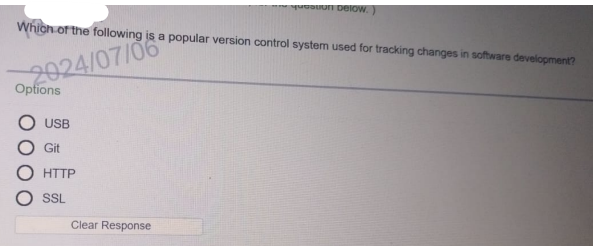 question below. )
Which of the following is a popular version control system used for tracking changes in software development?
2024/07/06
Options
USB
Git
HTTP
SSL
Clear Response